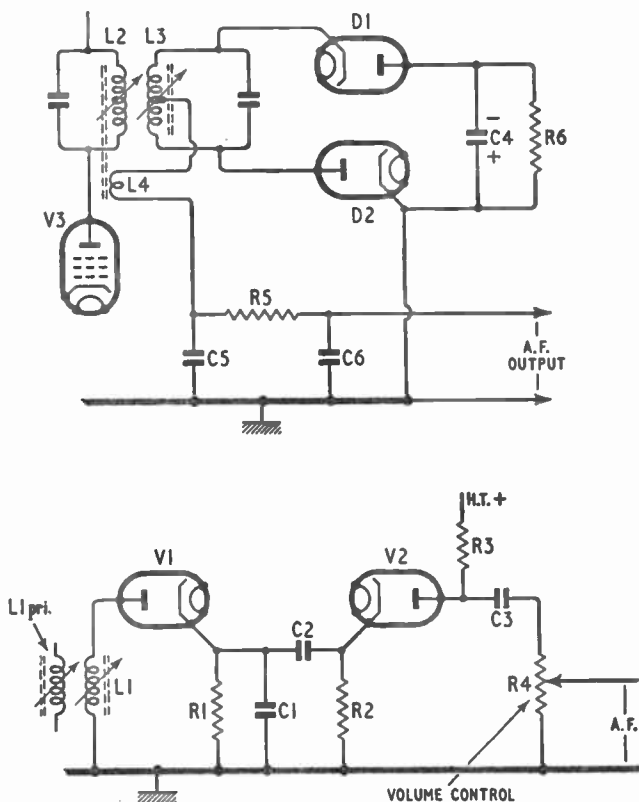 L2 L3
D1
C4
R6
- +
L4
D2
V3
R5
C5
C6
A.F.
OUTPUT
H.T.+
R3
V1
V2
L1 pri.
C2
C3
L1
R1
C1
R2
R4
A.F.
VOLUME CONTROL